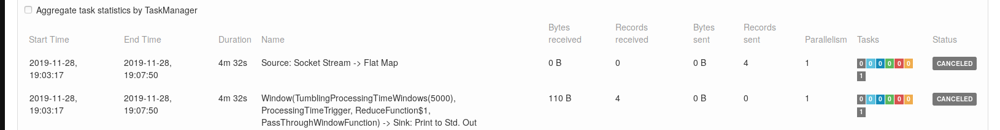 Aggregate task statistics by TaskManager
Bytes Records Bytes Records
Start Time End Time Duration Name received received sent sent Parallelism Tasks Status
2019-11-28, 2019-11-28, 4m 32s Source: Socket Stream -> Flat Map 0 B 0 0 B 4 1 0 0 0 0 0 0 CANCELED
19:03:17 19:07:50 1
2019-11-28, 2019-11-28, 4m 32s Window(TumblingProcessingTimeWindows(5000), 110 B 4 0 B 0 1 0 0 0 0 0 0 CANCELED
19:03:17 19:07:50 ProcessingTimeTrigger, ReduceFunction$1, 1
PassThroughWindowFunction) -> Sink: Print to Std. Out